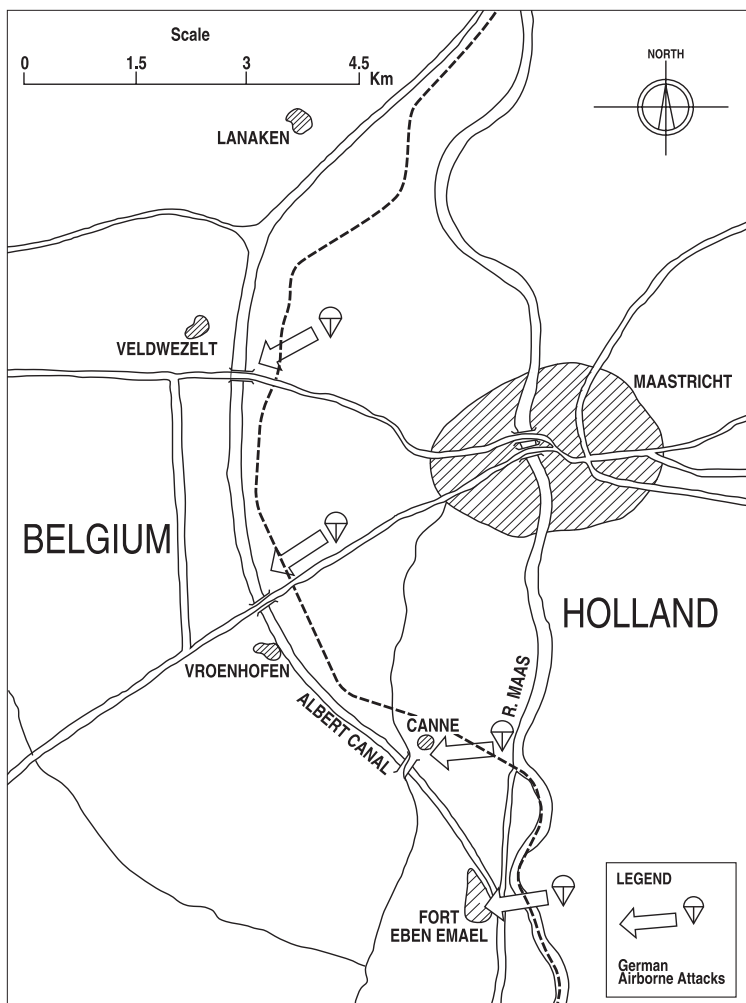 Scale
0 1.5 3 4.5
Km
NORTH
LANAKEN
VELDWEZELT
MAASTRICHT
BELGIUM
HOLLAND
VROENHOFEN
R. MAAS
ALBERT CANAL
CANNE
FORT
EBEN EMAEL
LEGEND
German
Airborne Attacks